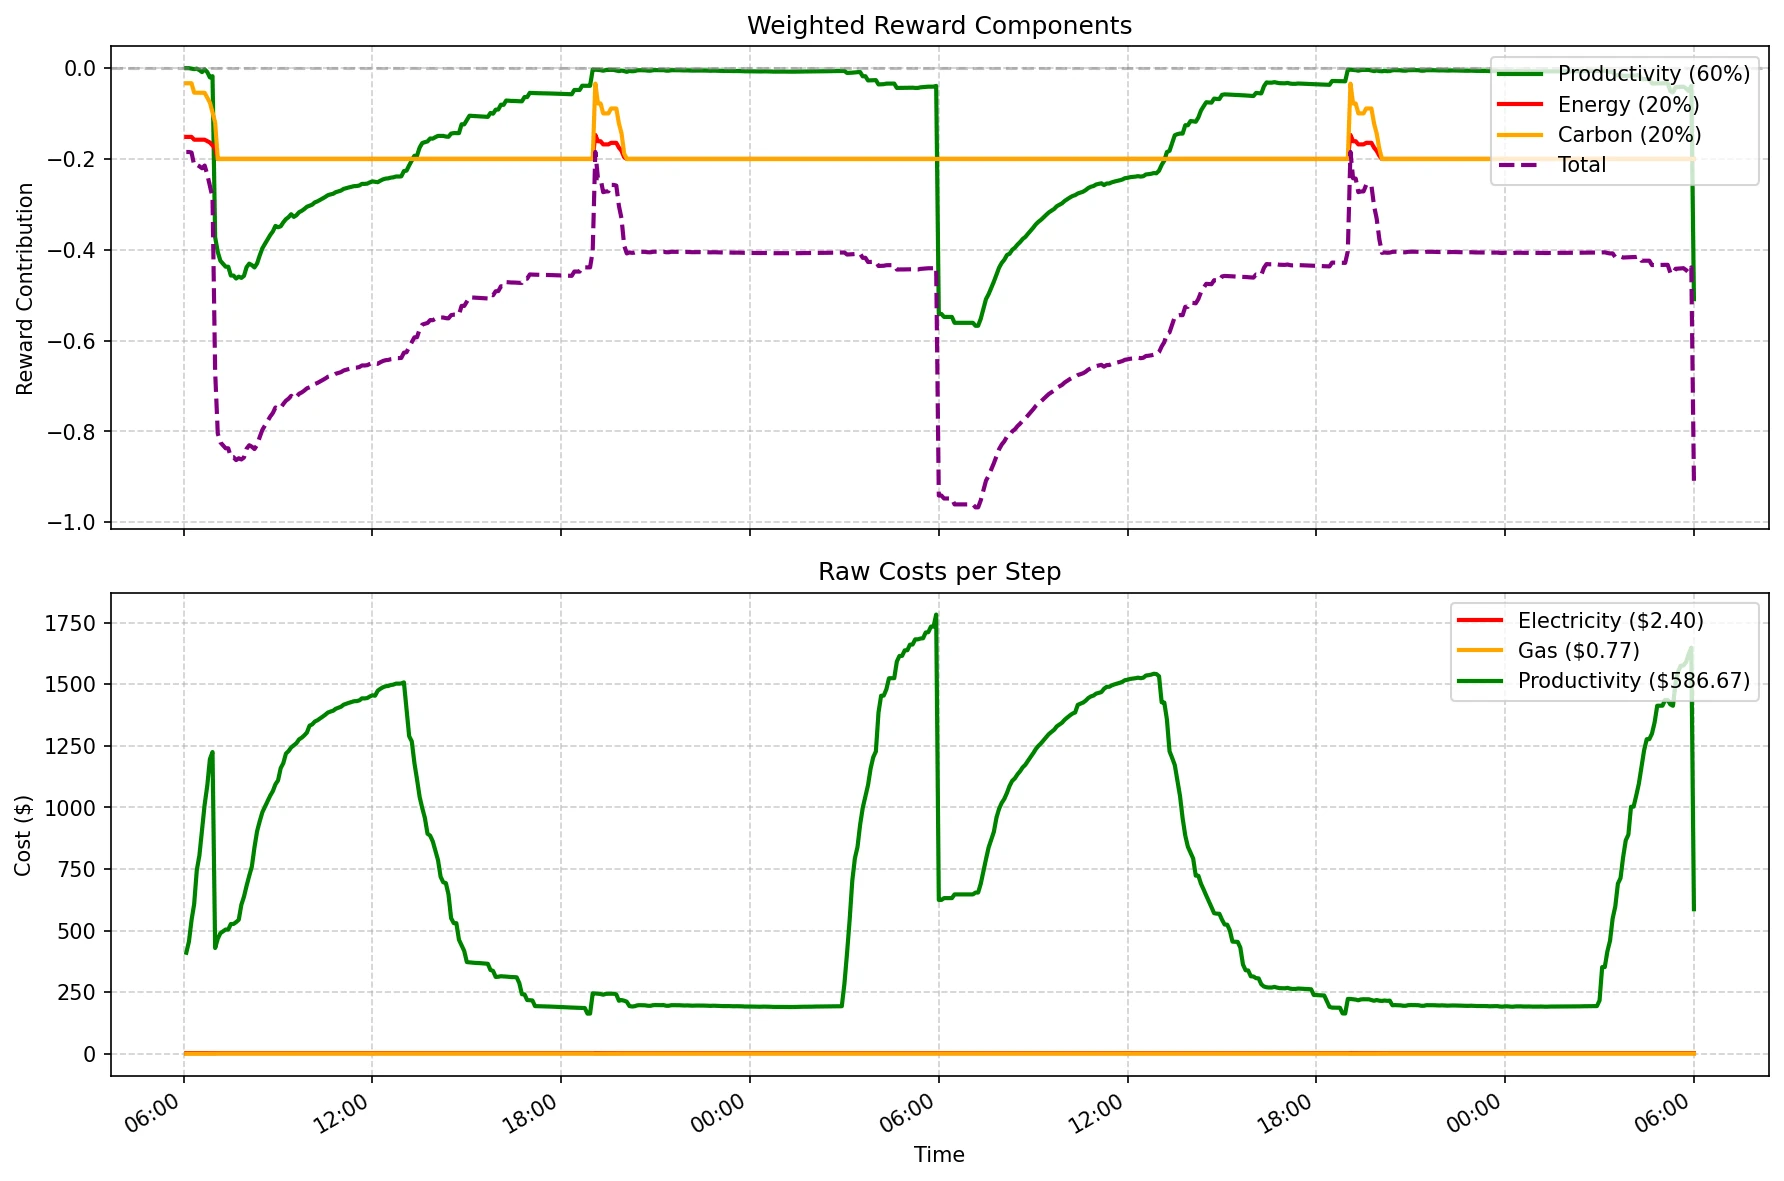 Weighted Reward Components
Reward Contribution
0.0
−0.2
−0.4
−0.6
−0.8
−1.0
Productivity (60%)
Energy (20%)
Carbon (20%)
Total
Raw Costs per Step
Cost ($)
1750
1500
1250
1000
750
500
250
0
Electricity ($2.40)
Gas ($0.77)
Productivity ($586.67)
06:00 12:00 18:00 00:00 06:00 12:00 18:00 00:00 06:00
Time